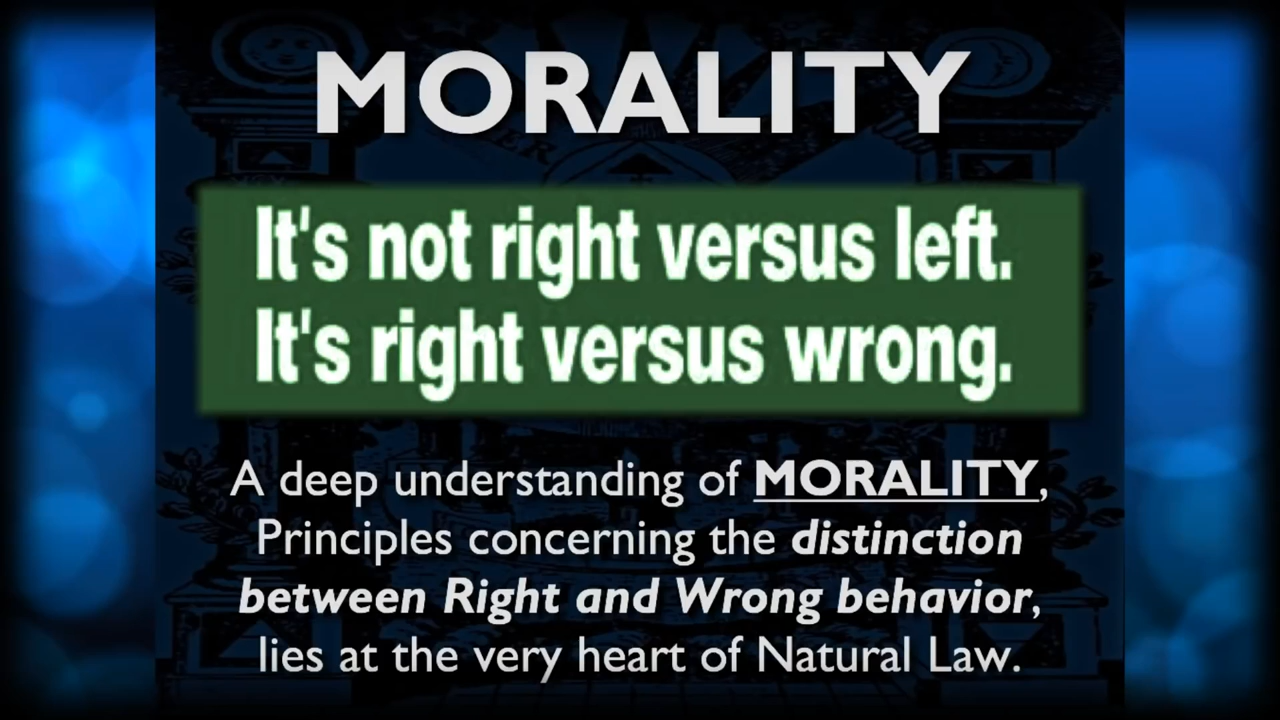 MORALITY
It's not right versus left.
It's right versus wrong.
A deep understanding of MORALITY,
Principles concerning the distinction
between Right and Wrong behavior,
lies at the very heart of Natural Law.